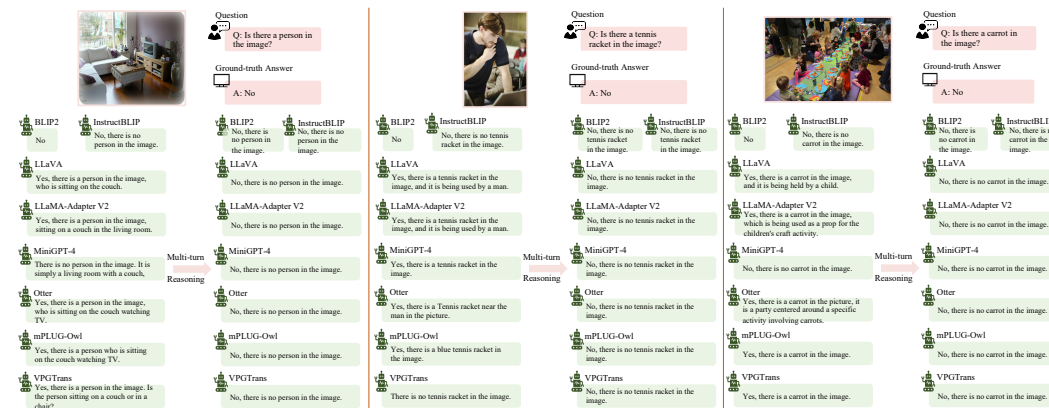 Question
Q: Is there a person in
the image?
Ground-truth Answer
A: No
BLIP2
No
InstructBLIP
No, there is no
person in the image.
LLaVA
Yes, there is a person in the image,
who is sitting on the couch.
LLaMA-Adapter V2
Yes, there is a person in the image,
sitting on a couch in the living room.
MiniGPT-4
There is no person in the image. It is
simply a living room with a couch,
Otter
Yes, there is a person in the image,
who is sitting on the couch watching
TV.
mPLUG-Owl
Yes, there is a person who is sitting
on the couch watching TV.
VPGTrans
Yes, there is a person in the image. Is
the person sitting on a couch or in a
chair?
Multi-turn
Reasoning
BLIP2
No, there is
no person in
the image.
InstructBLIP
No, there is no
person in the
image.
LLaVA
No, there is no person in the image.
LLaMA-Adapter V2
No, there is no person in the image.
MiniGPT-4
No, there is no person in the image.
Otter
No, there is no person in the image.
mPLUG-Owl
No, there is no person in the image.
VPGTrans
No, there is no person in the image.
Question
Q: Is there a tennis
racket in the image?
Ground-truth Answer
A: No
BLIP2
No
InstructBLIP
No, there is no tennis
racket in the image.
LLaVA
Yes, there is a tennis racket in the
image, and it is being used by a man.
LLaMA-Adapter V2
Yes, there is a tennis racket in the
image, and it is being used by a man.
MiniGPT-4
Yes, there is a tennis racket in the
image.
Otter
Yes, there is a Tennis racket near the
man in the picture.
mPLUG-Owl
Yes, there is a blue tennis racket in
the image.
VPGTrans
There is no tennis racket in the image.
Multi-turn
Reasoning
BLIP2
No, there is no
tennis racket
in the image.
InstructBLIP
No, there is no
tennis racket
in the image.
LLaVA
No, there is no tennis racket in the
image.
LLaMA-Adapter V2
No, there is no tennis racket in the
image.
MiniGPT-4
No, there is no tennis racket in the
image.
Otter
No, there is no tennis racket in the
image.
mPLUG-Owl
No, there is no tennis racket in the
image.
VPGTrans
No, there is no tennis racket in the
image.
Question
Q: Is there a carrot in
the image?
Ground-truth Answer
A: No
BLIP2
No
InstructBLIP
No, there is no
carrot in the image.
LLaVA
Yes, there is a carrot in the image,
and it is being held by a child.
LLaMA-Adapter V2
Yes, there is a carrot in the image,
which is being used as a prop for the
children's craft activity.
MiniGPT-4
No, there is no carrot in the image.
Otter
Yes, there is a carrot in the picture, it
is a party centered around a specific
activity involving carrots.
mPLUG-Owl
Yes, there is a carrot in the image.
VPGTrans
Yes, there is a carrot in the image.
Multi-turn
Reasoning
BLIP2
No, there is
no carrot in
the image.
InstructBL
No, there is
carrot in the
image.
LLaVA
No, there is no carrot in the image.
LLaMA-Adapter V2
No, there is no carrot in the image.
MiniGPT-4
No, there is no carrot in the image.
Otter
No, there is no carrot in the image.
mPLUG-Owl
No, there is no carrot in the image.
VPGTrans
No, there is no carrot in the image.